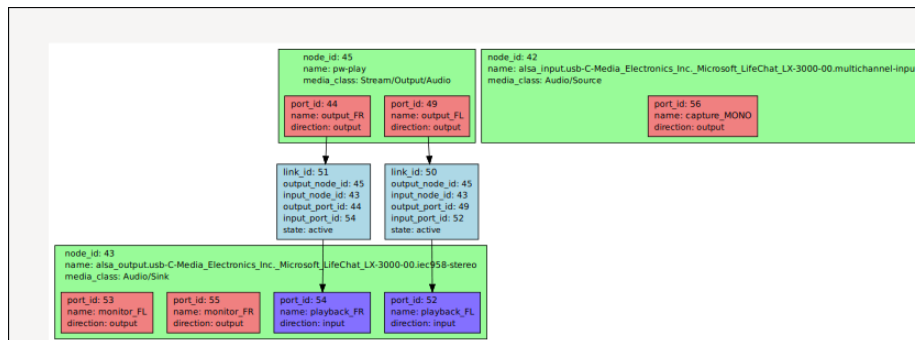 node_id: 45
name: pw-play
media_class: Stream/Output/Audio
port_id: 44
name: output_FR
direction: output
port_id: 49
name: output_FL
direction: output
node_id: 42
name: alsa_input.usb-C-Media_Electronics_Inc._Microsoft_LifeChat_LX-3000-00.multichannel-inpu
media_class: Audio/Source
port_id: 56
name: capture_MONO
direction: output
link_id: 51
output_node_id: 45
input_node_id: 43
output_port_id: 44
input_port_id: 54
state: active
link_id: 50
output_node_id: 45
input_node_id: 43
output_port_id: 49
input_port_id: 52
state: active
node_id: 43
name: alsa_output.usb-C-Media_Electronics_Inc._Microsoft_LifeChat_LX-3000-00.iec958-stereo
media_class: Audio/Sink
port_id: 53
name: monitor_FL
direction: output
port_id: 55
name: monitor_FR
direction: output
port_id: 54
name: playback_FR
direction: input
port_id: 52
name: playback_FL
direction: input